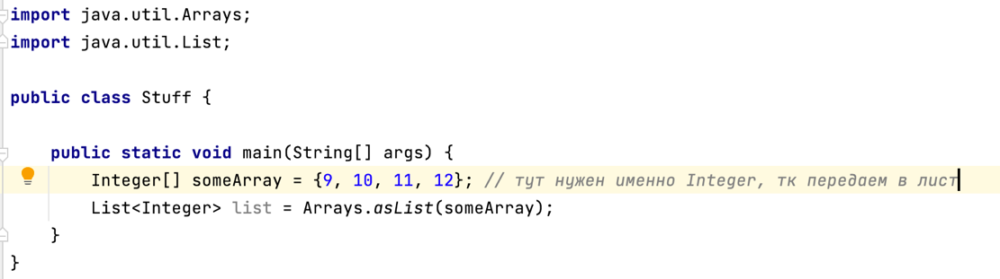 import java.util.Arrays;
import java.util.List;
public class Stuff {
public static void main(String[] args) {
Integer[] someArray = {9, 10, 11, 12}; // тут нужен именно Integer, тк передаем в лист
List<Integer> list = Arrays.asList(someArray);
}
}